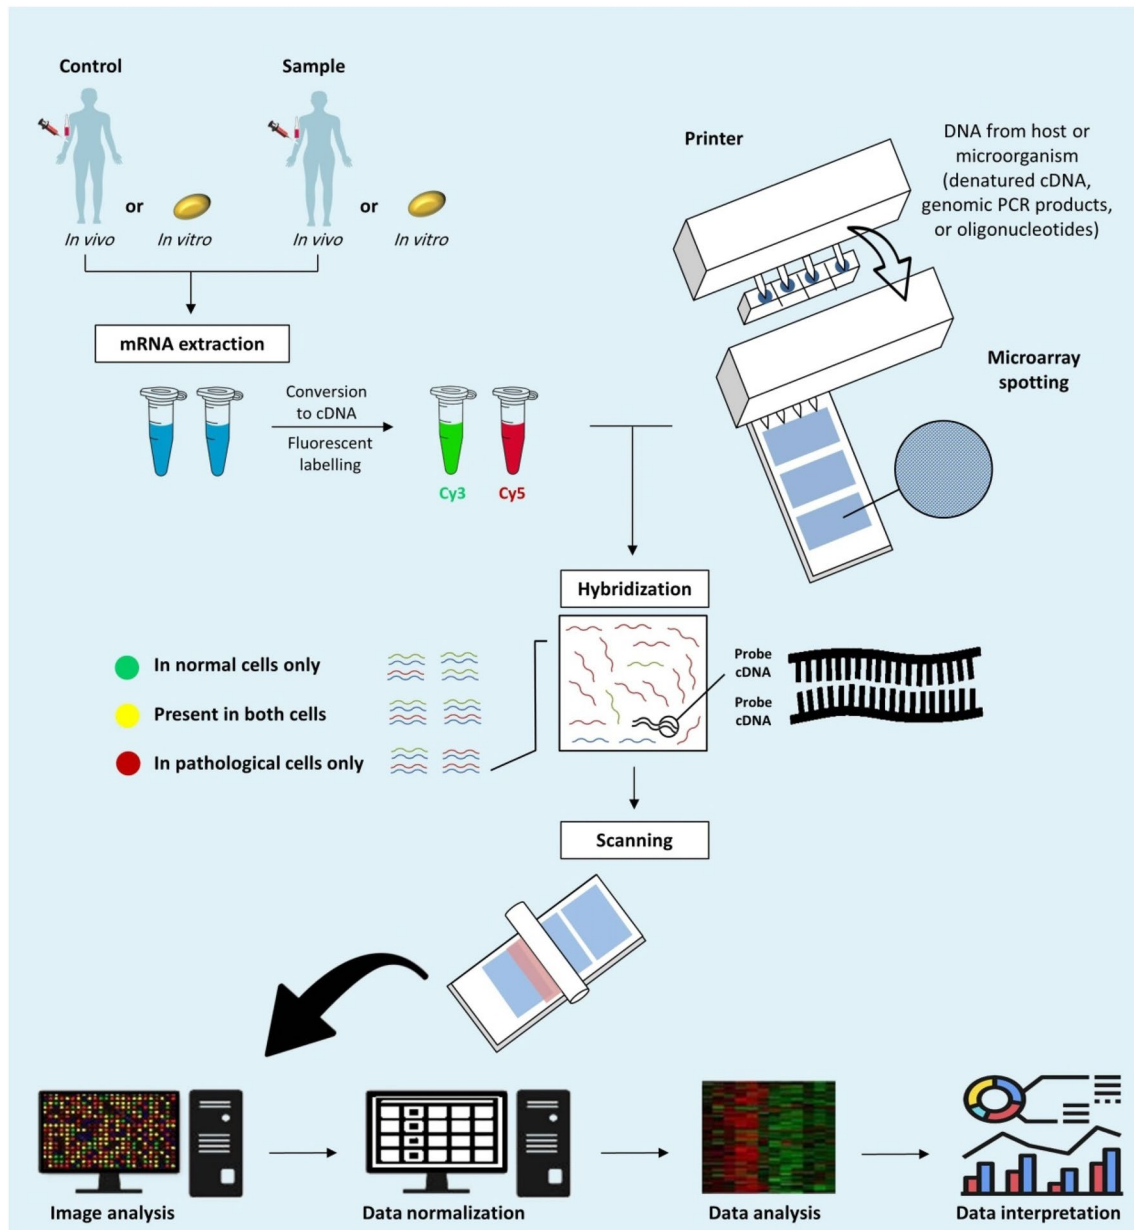 Control
Sample
or
or
In vivo
In vitro
In vivo
In vitro
mRNA extraction
Conversion
to cDNA
Fluorescent
labelling
Cy3
Cy5
Printer
DNA from host or
microorganism
(denatured cDNA,
genomic PCR products,
or oligonucleotides)
Microarray
spotting
Hybridization
In normal cells only
Present in both cells
In pathological cells only
Probe
cDNA
Probe
cDNA
Scanning
Image analysis
Data normalization
Data analysis
Data interpretation